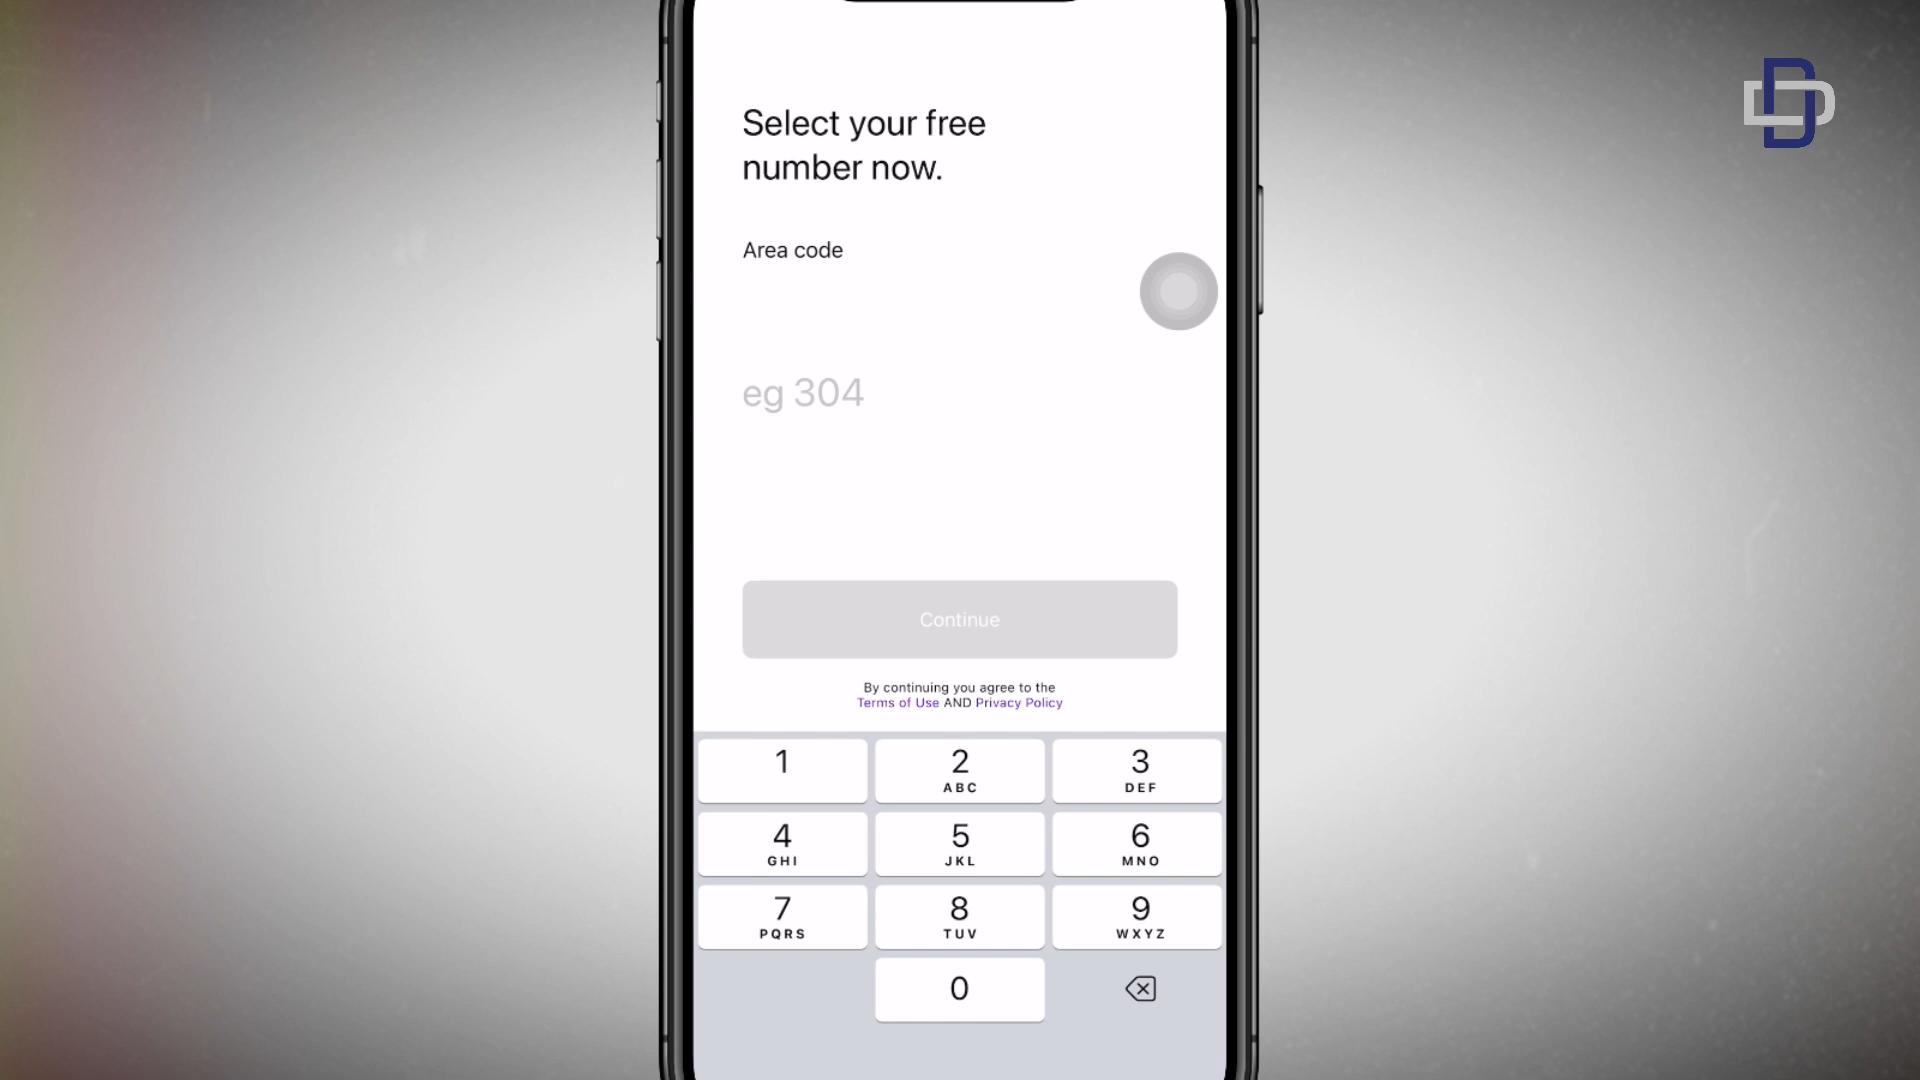 Select your free
number now.
Area code
eg 304
Continue
By continuing you agree to the
Terms of Use AND Privacy Policy
1
2
ABC
3
DEF
4
GHI
5
JKL
6
MNO
7
PQRS
8
TUV
9
WXYZ
0